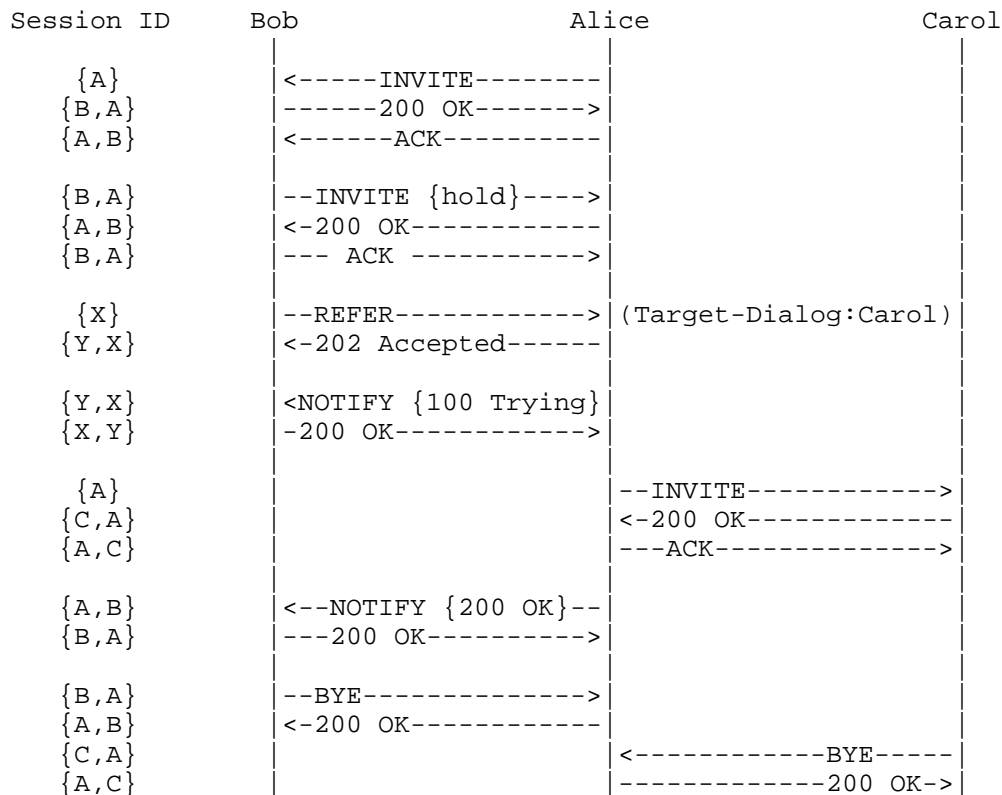 Session ID     Bob                  Alice                 Carol
{A}          |<-----INVITE--------|                     |
{B,A}         |------200 OK------->|                     |
{A,B}         |<------ACK----------|                     |
{B,A}         |--INVITE {hold}---->|                     |
{A,B}         |<-200 OK------------|                     |
{B,A}         |--- ACK ----------->|                     |
{X}          |--REFER------------>|(Target-Dialog:Carol)|
{Y,X}         |<-202 Accepted------|                     |
{Y,X}         |<NOTIFY {100 Trying}|                     |
{X,Y}         |-200 OK------------>|                     |
{A}          |                    |--INVITE------------>|
{C,A}         |                    |<-200 OK-------------|
{A,C}         |                    |---ACK-------------->|
{A,B}         |<--NOTIFY {200 OK}--|                     |
{B,A}         |---200 OK---------->|                     |
{B,A}         |--BYE-------------->|                     |
{A,B}         |<-200 OK------------|                     |
{C,A}         |                    |<------------BYE-----|
{A,C}         |                    |-------------200 OK->|